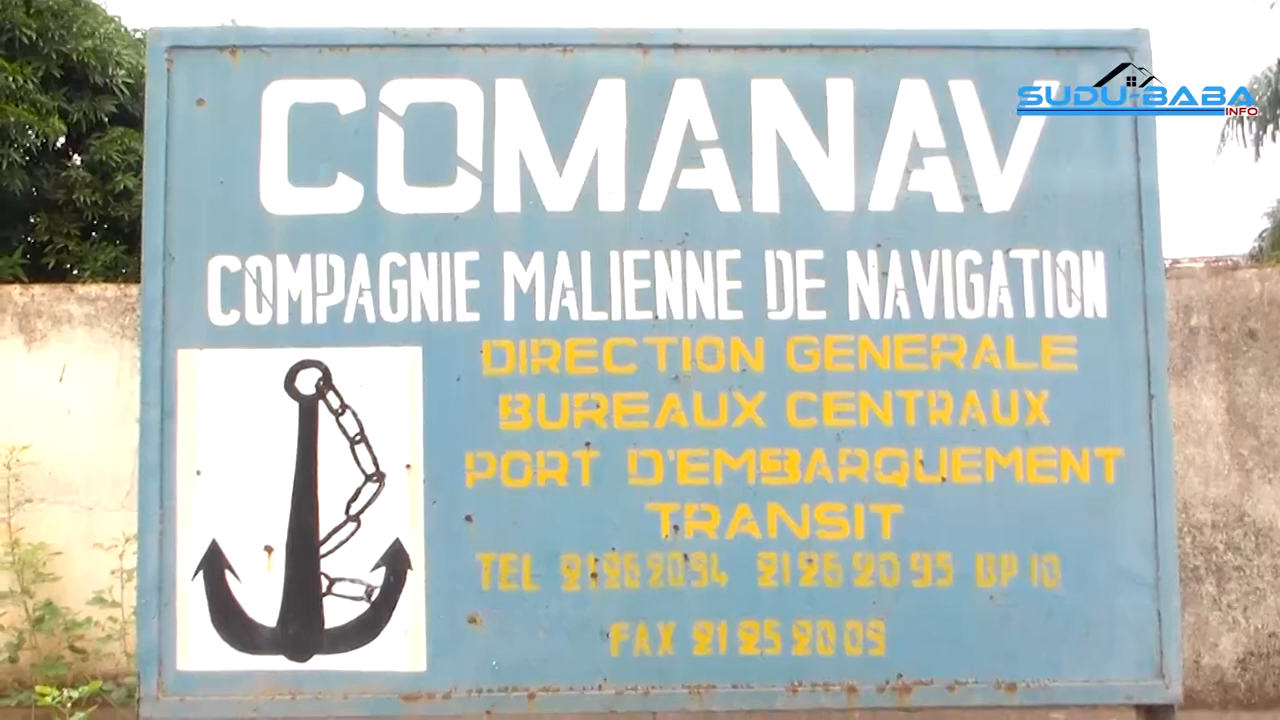 COMANAV
SUDU-BABA
INFO
COMPAGNIE MALIENNE DE NAVIGATION
DIRECTION GENERALE
BUREAUX CENTRAUX
PORT D'EMBARQUEMENT
TRANSIT
TEL 21262094 21262095 BP 10
FAX 21252009